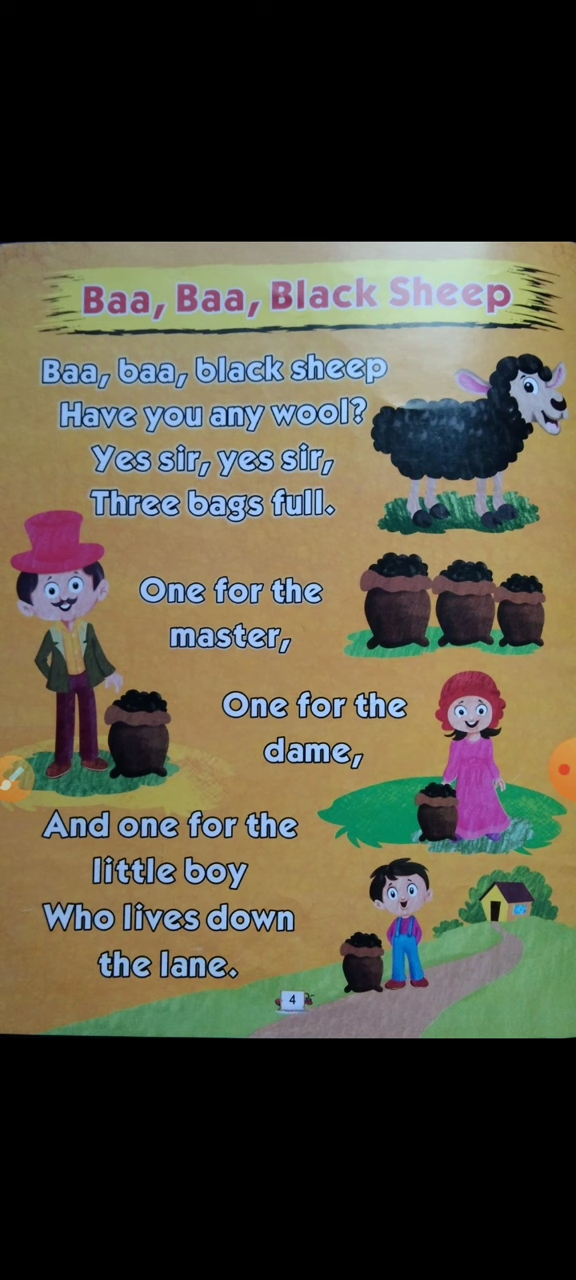 Baa, Baa, Black Sheep
Baa, baa, black sheep
Have you any wool?
Yes sir, yes sir,
Three bags full.
One for the
master,
One for the
dame,
And one for the
little boy
Who lives down
the lane.
4